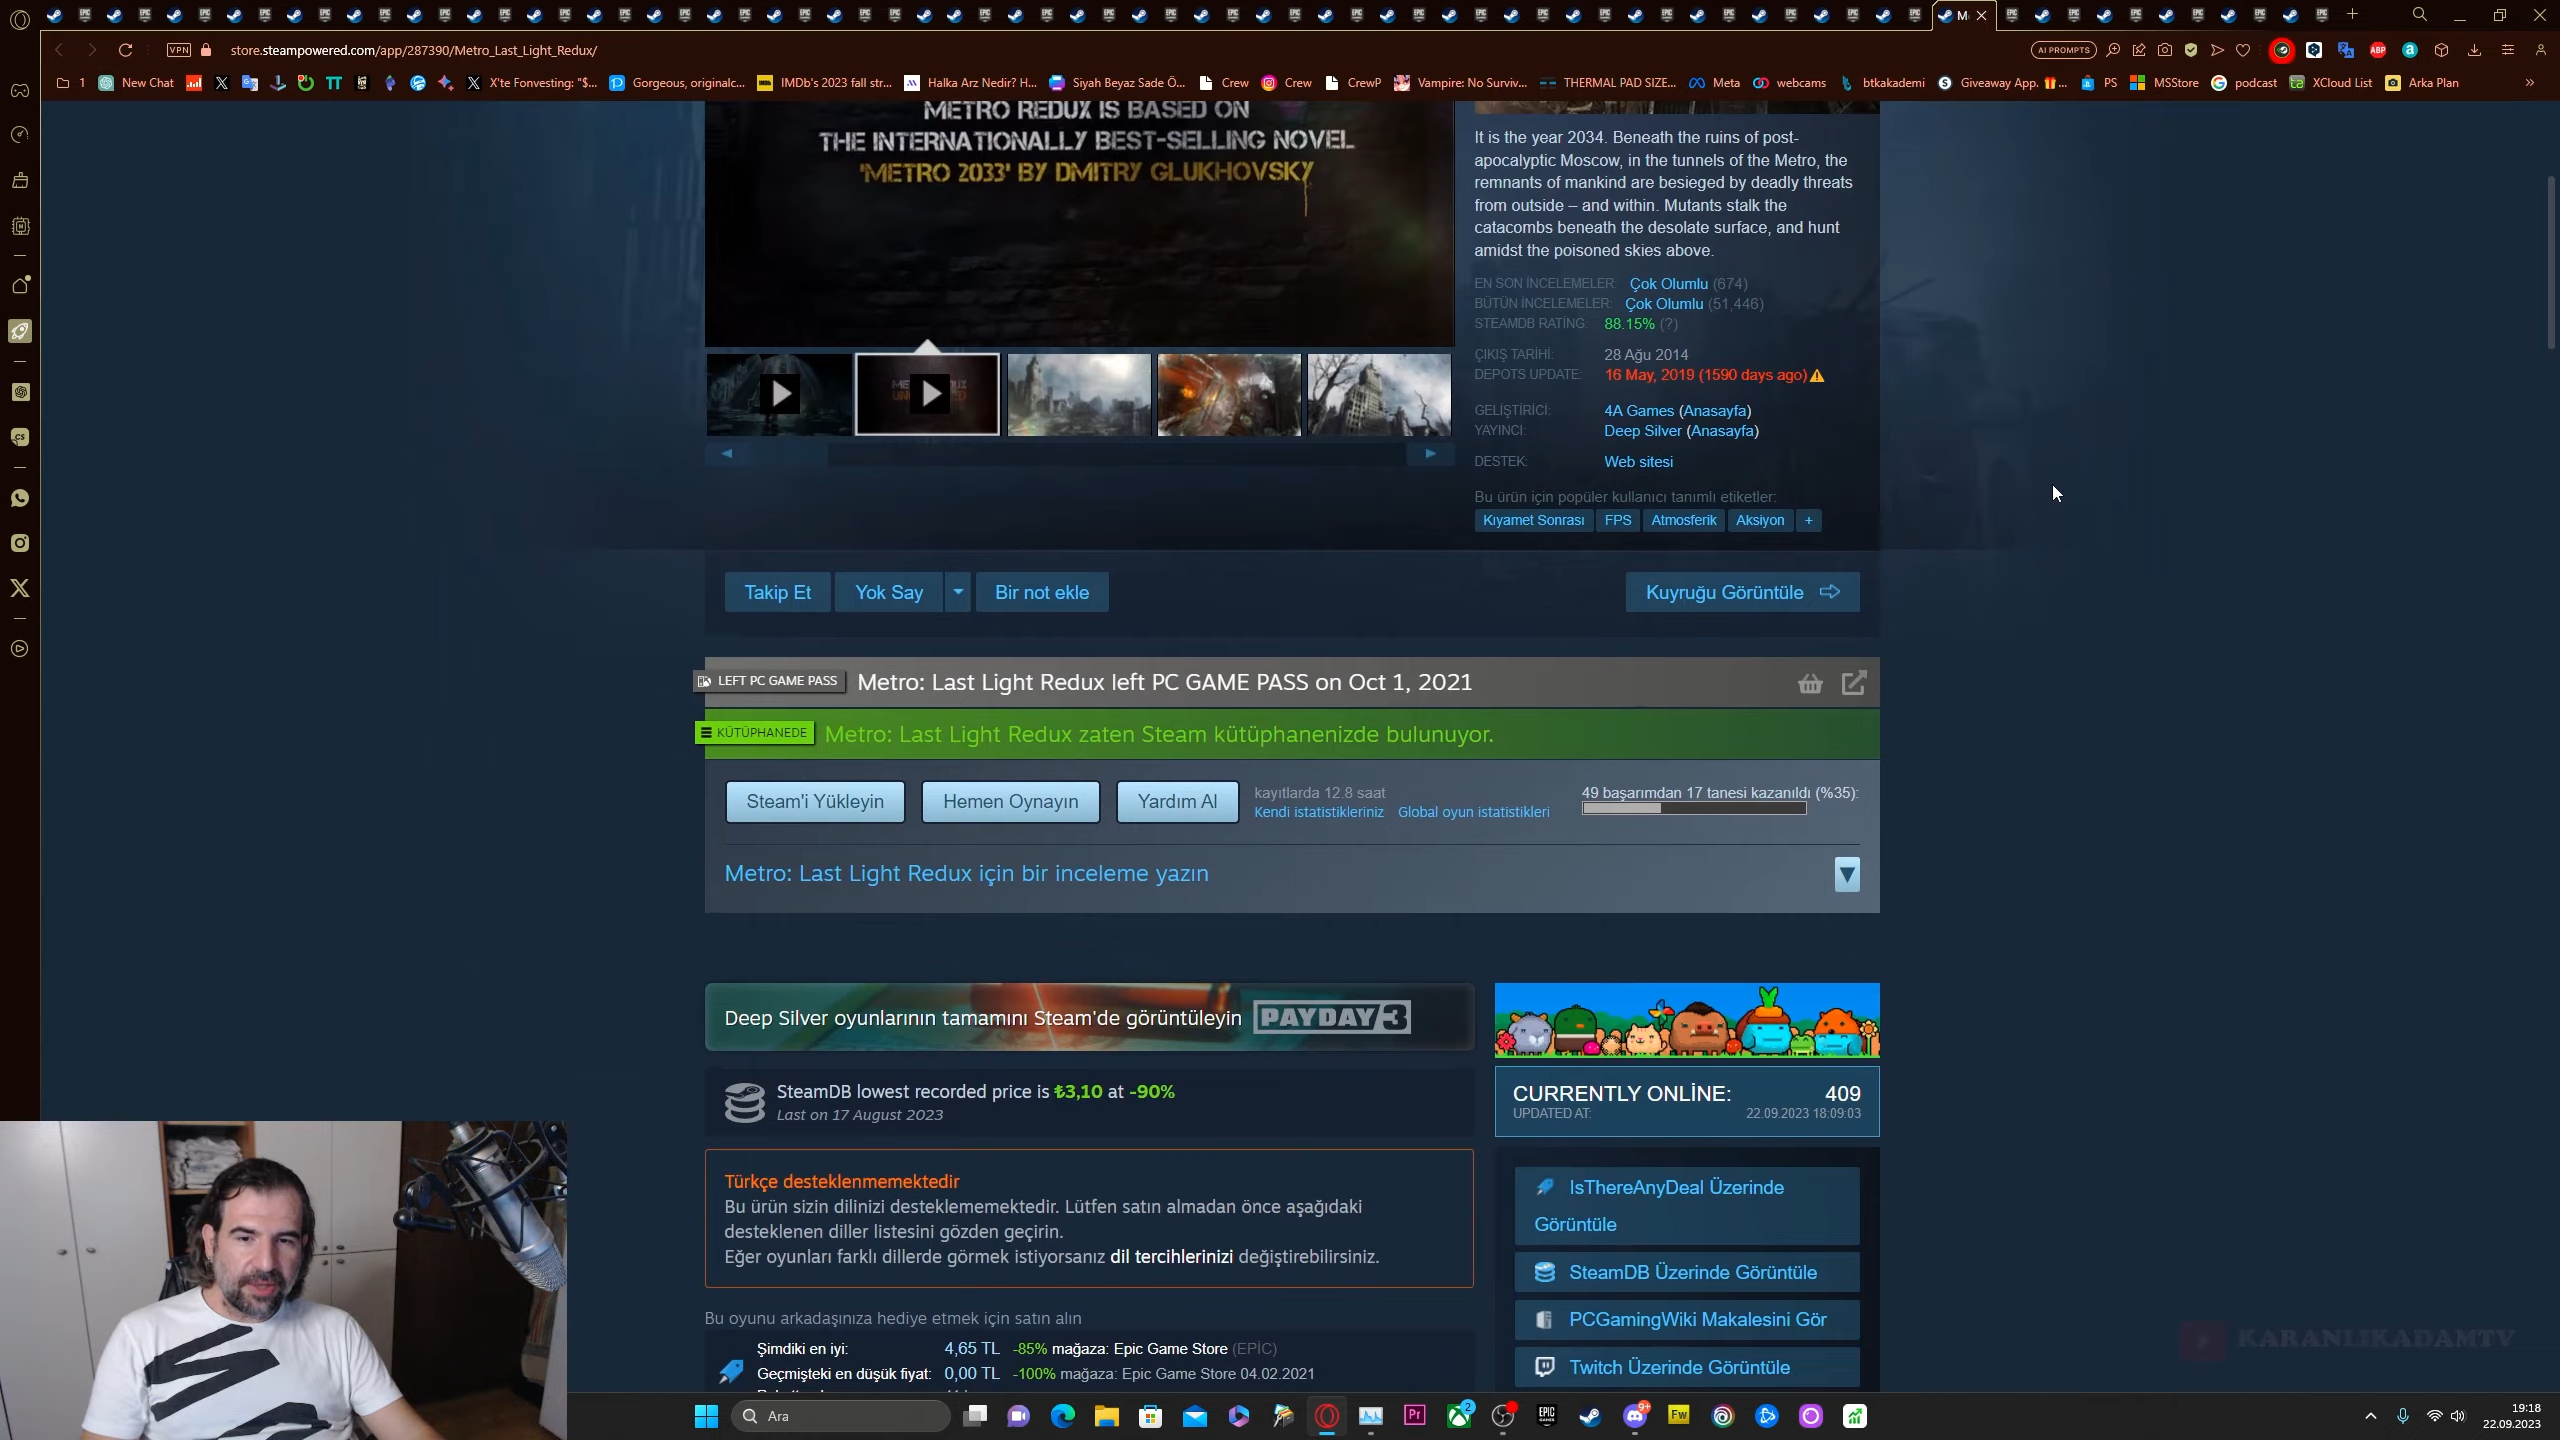 M
VPN
store.steampowered.com/app/287390/Metro_Last_Light_Redux/
AI PROMPTS
ABP
1
New Chat
X'te Fonvesting: "$...
Gorgeous, originalc...
IMDb's 2023 fall str...
Halka Arz Nedir? H...
Siyah Beyaz Sade Ö...
Crew
Crew
CrewP
Vampire: No Surviv...
THERMAL PAD SIZE...
Meta
webcams
btkakademi
Giveaway App.
PS
MSStore
podcast
XCloud List
Arka Plan
METRO REDUX IS BASED ON
THE INTERNATIONALLY BEST-SELLING NOVEL
'METRO 2033' BY DMITRY GLUKHOVSKY
It is the year 2034. Beneath the ruins of post-
apocalyptic Moscow, in the tunnels of the Metro, the
remnants of mankind are besieged by deadly threats
from outside – and within. Mutants stalk the
catacombs beneath the desolate surface, and hunt
amidst the poisoned skies above.
EN SON İNCELEMELER: Çok Olumlu (674)
BÜTÜN İNCELEMELER: Çok Olumlu (51,446)
STEAMDB RATING: 88.15% (?)
ÇIKIŞ TARİHİ: 28 Ağu 2014
DEPOTS UPDATE: 16 May, 2019 (1590 days ago)
GELİŞTİRİCİ: 4A Games (Anasayfa)
YAYINCI: Deep Silver (Anasayfa)
DESTEK: Web sitesi
Bu ürün için popüler kullanıcı tanımlı etiketler:
Kıyamet Sonrası FPS Atmosferik Aksiyon +
Takip Et Yok Say Bir not ekle
Kuyruğu Görüntüle
LEFT PC GAME PASS Metro: Last Light Redux left PC GAME PASS on Oct 1, 2021
KÜTÜPHANEDE Metro: Last Light Redux zaten Steam kütüphanenizde bulunuyor.
Steam'i Yükleyin Hemen Oynayın Yardım Al
kayıtlarda 12.8 saat
Kendi istatistikleriniz Global oyun istatistikleri
49 başarımdan 17 tanesi kazanıldı (%35):
Metro: Last Light Redux için bir inceleme yazın
Deep Silver oyunlarının tamamını Steam'de görüntüleyin PAYDAY 3
SteamDB lowest recorded price is ₺3,10 at -90%
Last on 17 August 2023
CURRENTLY ONLİNE: 409
UPDATED AT: 22.09.2023 18:09:03
Türkçe desteklenmemektedir
Bu ürün sizin dilinizi desteklememektedir. Lütfen satın almadan önce aşağıdaki
desteklenen diller listesini gözden geçirin.
Eğer oyunları farklı dillerde görmek istiyorsanız dil tercihlerinizi değiştirebilirsiniz.
IsThereAnyDeal Üzerinde
Görüntüle
SteamDB Üzerinde Görüntüle
PCGamingWiki Makalesini Gör
Twitch Üzerinde Görüntüle
Bu oyunu arkadaşınıza hediye etmek için satın alın
Şimdiki en iyi: 4,65 TL -85% mağaza: Epic Game Store (EPİC)
Geçmişteki en düşük fiyat: 0,00 TL -100% mağaza: Epic Game Store 04.02.2021
KARANLIKADAMTV
Ara
19:18
22.09.2023